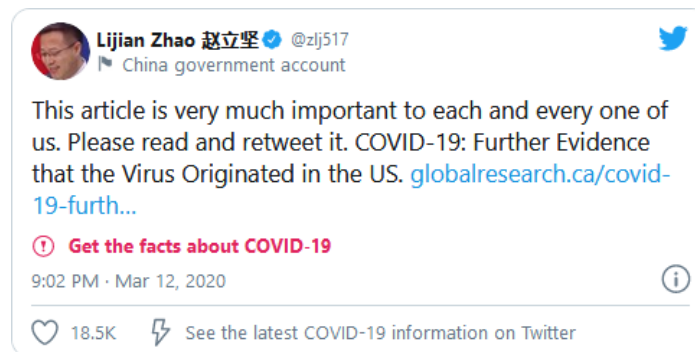 Lijian Zhao 赵立坚 @zlj517
China government account
This article is very much important to each and every one of
us. Please read and retweet it. COVID-19: Further Evidence
that the Virus Originated in the US. globalresearch.ca/covid-
19-furth...
Get the facts about COVID-19
9:02 PM · Mar 12, 2020
18.5K See the latest COVID-19 information on Twitter